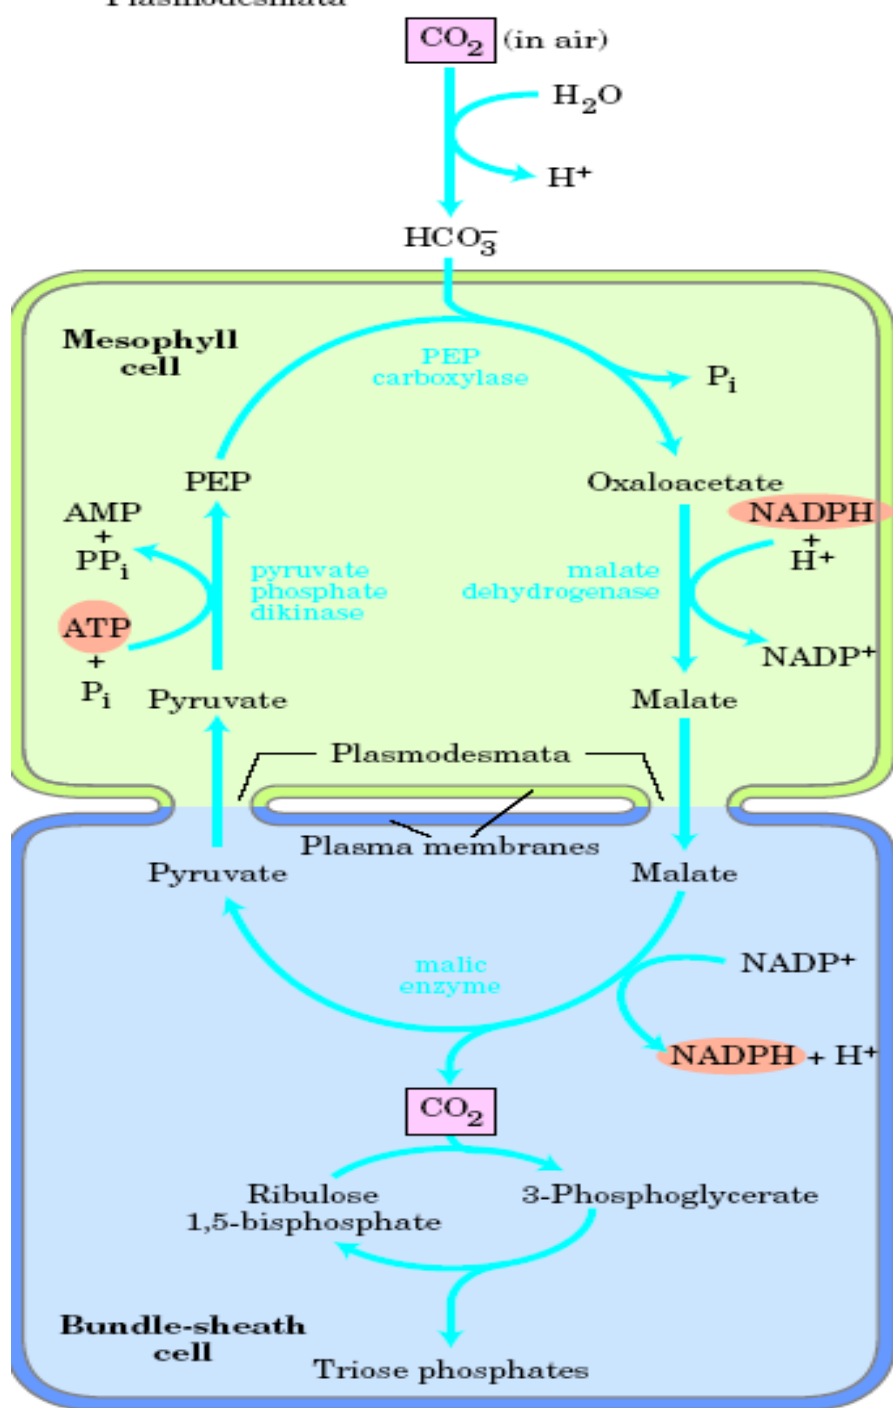 Plasmodesmata
CO₂ (in air)
H₂O
H⁺
HCO₃⁻
Mesophyll
cell
PEP
carboxylase
Pᵢ
PEP
Oxaloacetate
AMP
+
PPᵢ
NADPH
+
H⁺
pyruvate
phosphate
dikinase
malate
dehydrogenase
ATP
+
Pᵢ
NADP⁺
Pyruvate
Malate
Plasmodesmata
Plasma membranes
Pyruvate
Malate
malic
enzyme
NADP⁺
NADPH + H⁺
CO₂
Ribulose
1,5-bisphosphate
3-Phosphoglycerate
Bundle-sheath
cell
Triose phosphates